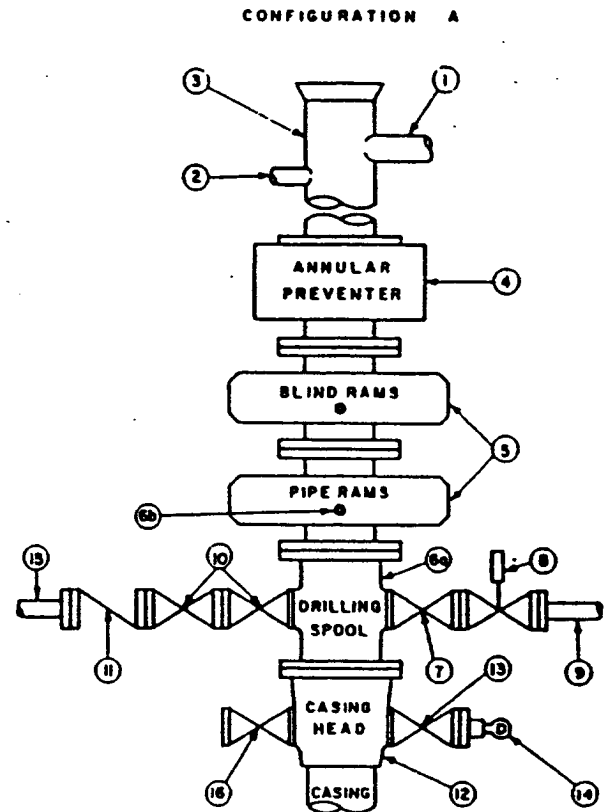 CONFIGURATION A
3
1
2
ANNULAR
PREVENTER
4
BLIND RAMS
5
PIPE RAMS
6b
15
10
6a
8
DRILLING
SPOOL
11
7
13
9
CASING
HEAD
16
12
D
14
CASING